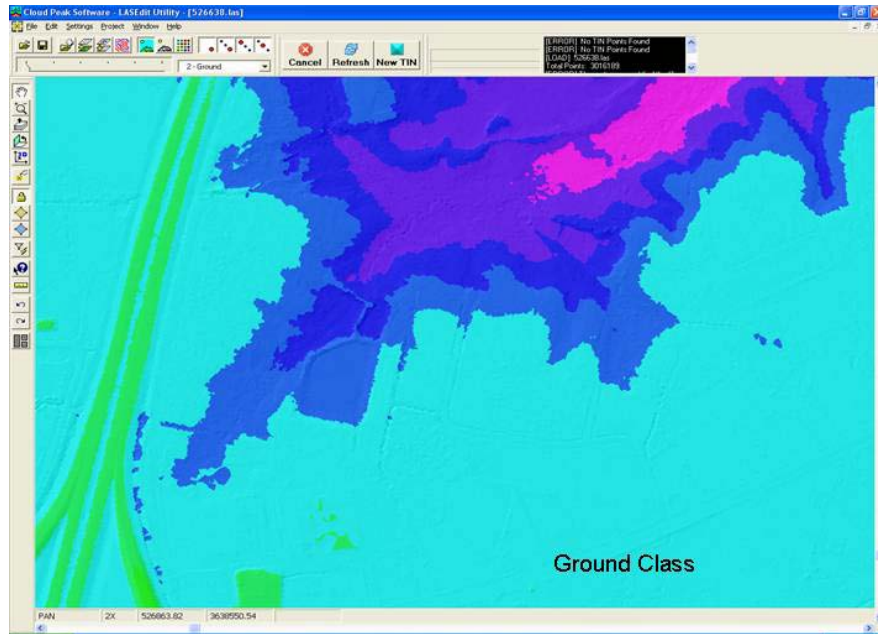 Cloud Peak Software - LASEdit Utility - [526638.las]
File Edit Settings Project Window Help
2 - Ground
Cancel Refresh New TIN
[ERROR] No TIN Points Found
[ERROR] No TIN Points Found
[LOAD] 526638.las
Total Points: 3016189
Ground Class
PAN 2X 526863.82 3638550.54